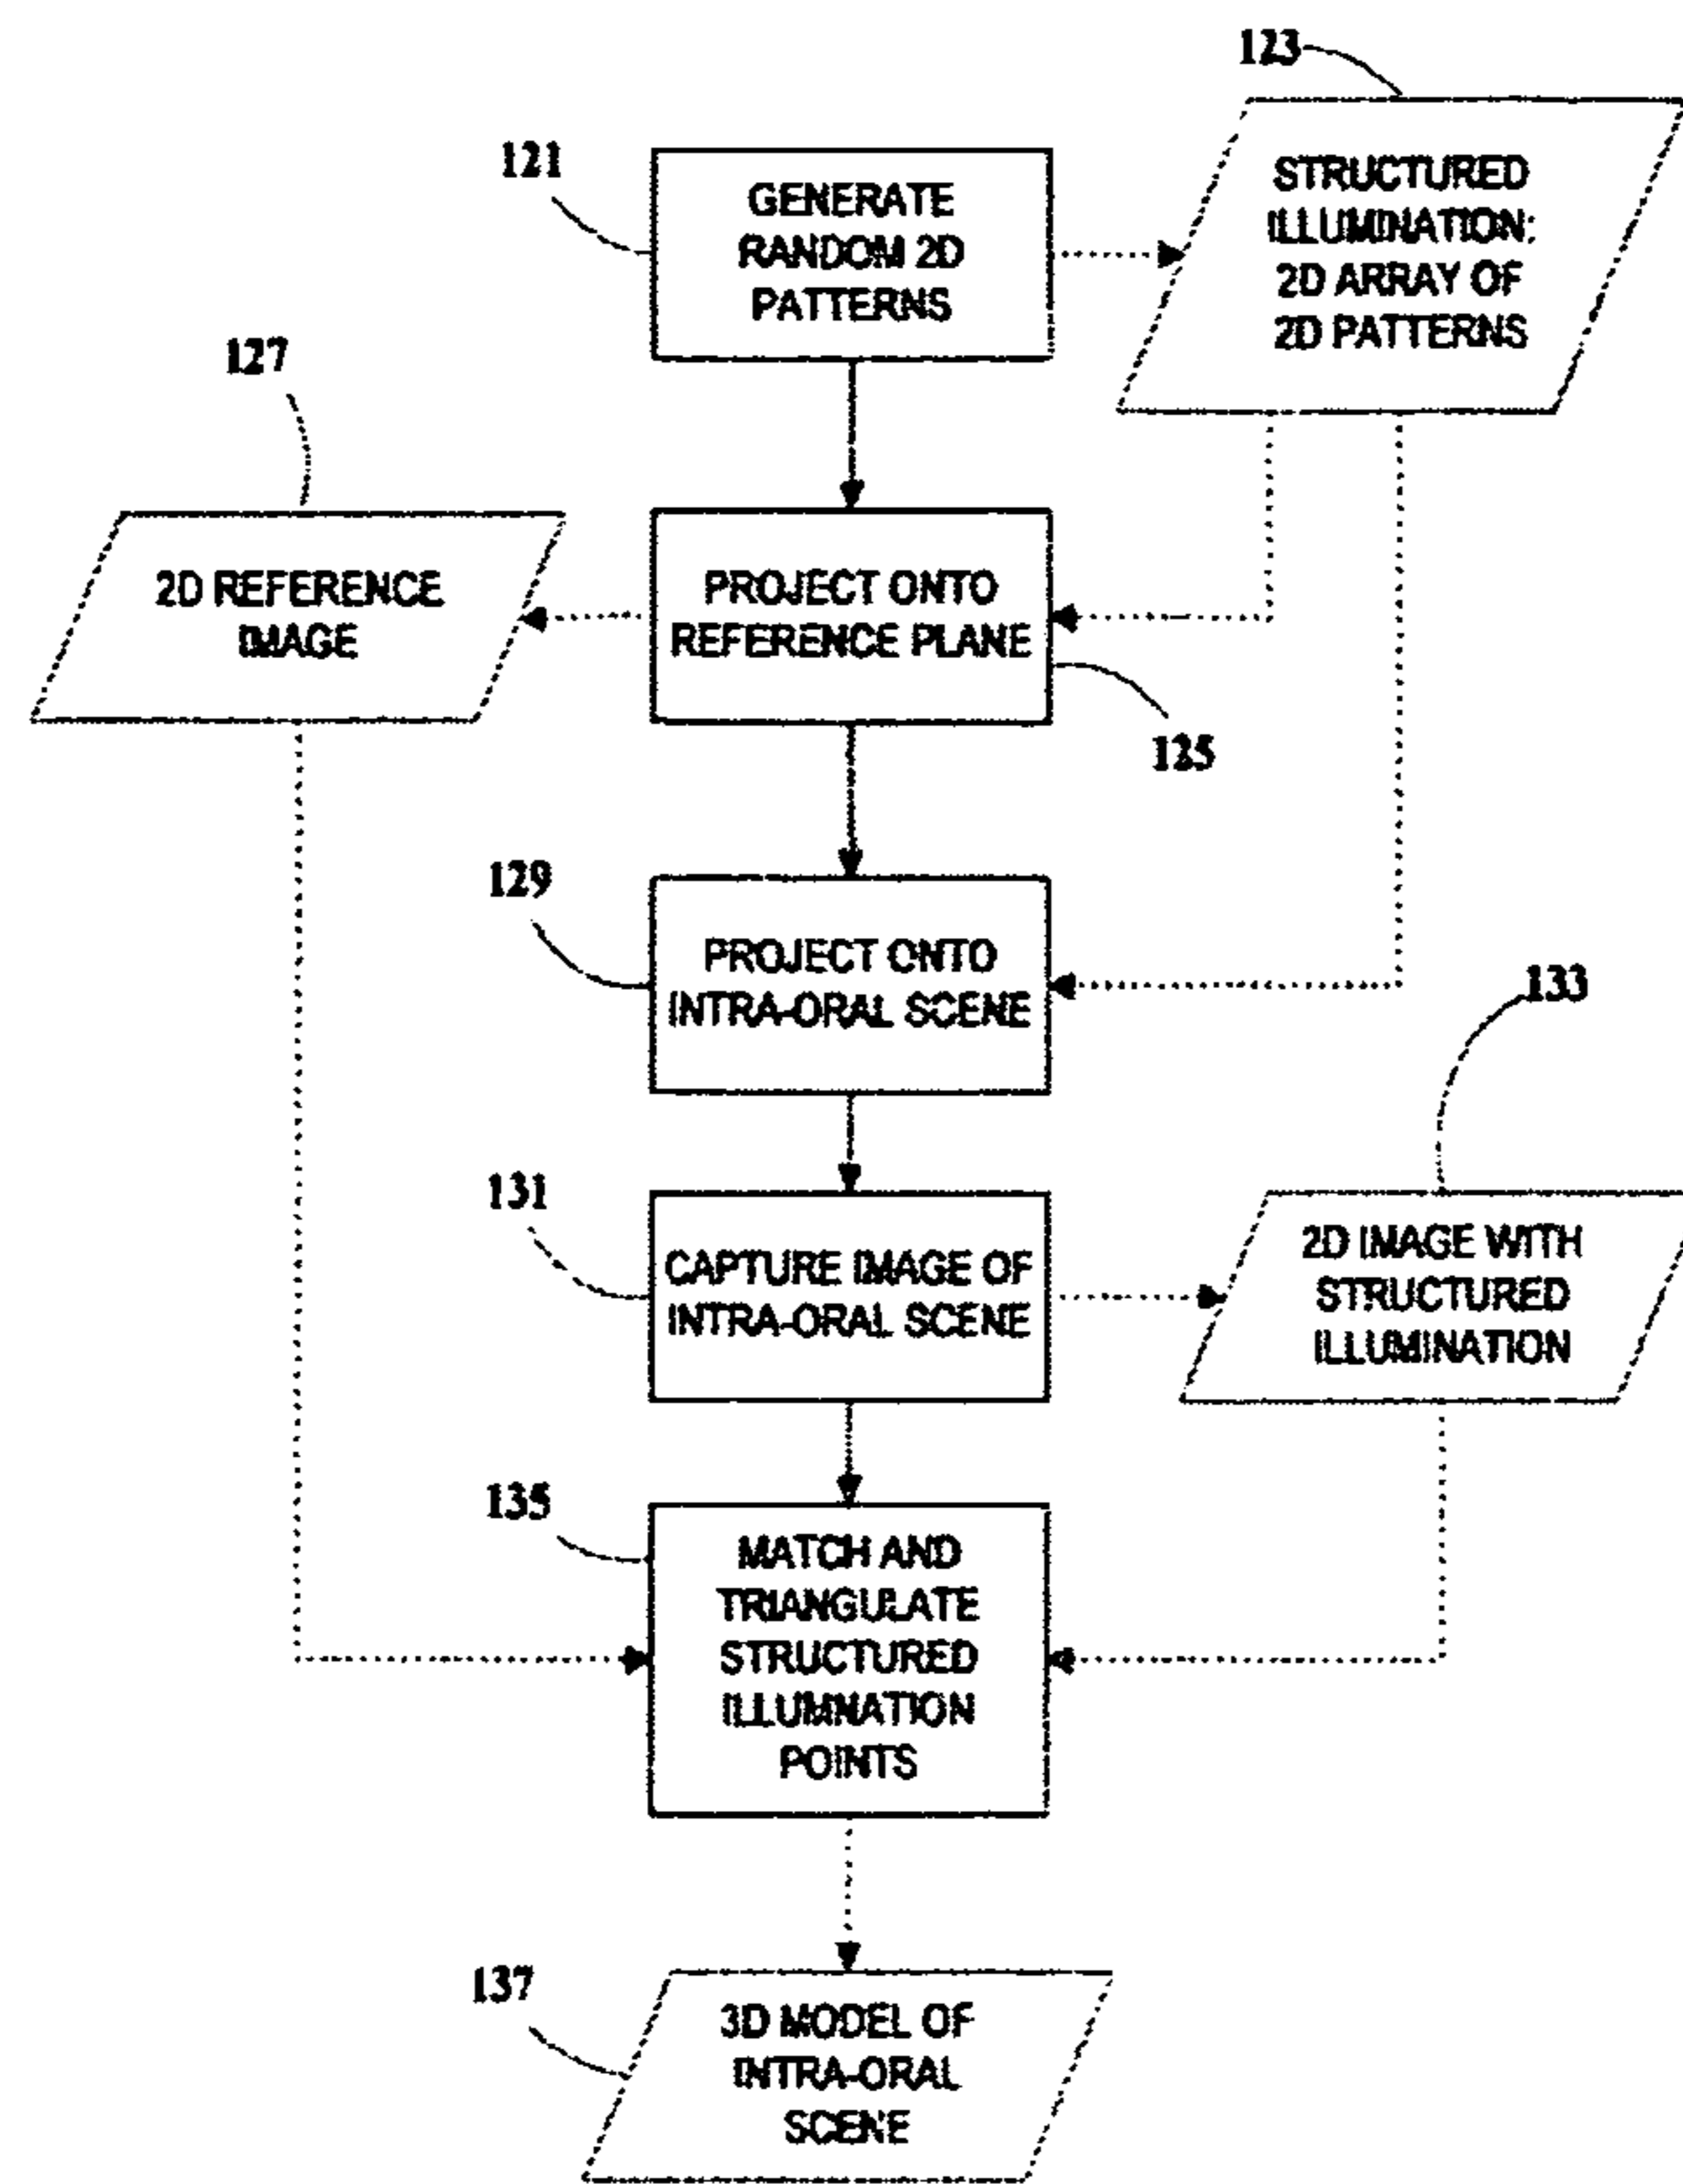 123
121
GENERATE
RANDOM 2D
PATTERNS
STRUCTURED
ILLUMINATION:
2D ARRAY OF
2D PATTERNS
127
2D REFERENCE
IMAGE
PROJECT ONTO
REFERENCE PLANE
125
129
PROJECT ONTO
INTRA-ORAL SCENE
133
131
CAPTURE IMAGE OF
INTRA-ORAL SCENE
2D IMAGE WITH
STRUCTURED
ILLUMINATION
135
MATCH AND
TRIANGULATE
STRUCTURED
ILLUMNATION
POINTS
137
3D MODEL OF
INTRA-ORAL
SCENE